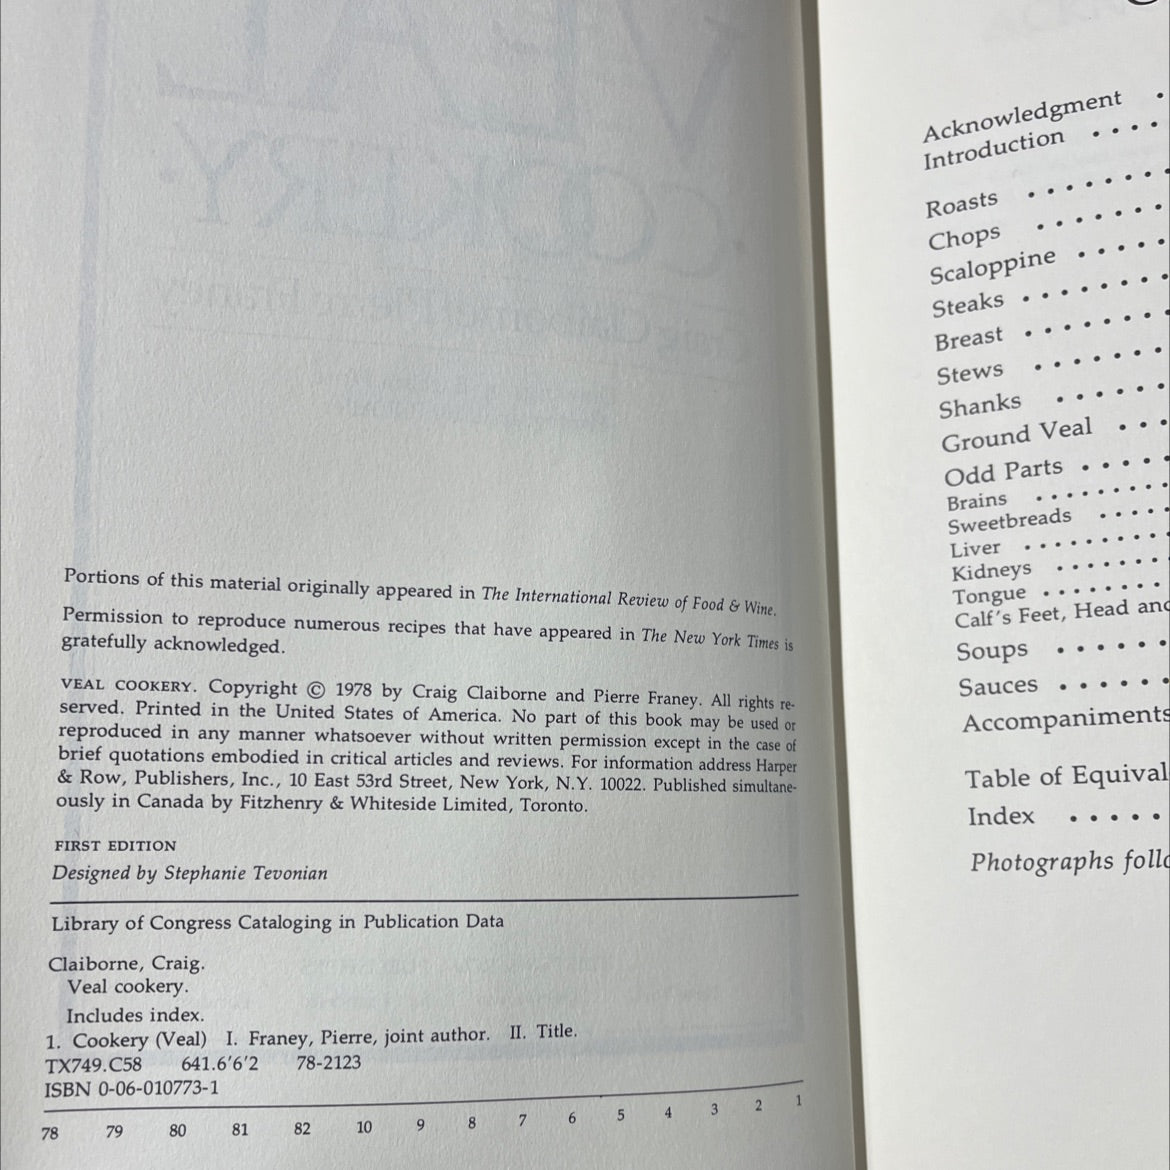 Portions of this material originally appeared in The International Review of Food & Wine.
Permission to reproduce numerous recipes that have appeared in The New York Times is
gratefully acknowledged.
VEAL COOKERY. Copyright © 1978 by Craig Claiborne and Pierre Franey. All rights re-
served. Printed in the United States of America. No part of this book may be used or
reproduced in any manner whatsoever without written permission except in the case of
brief quotations embodied in critical articles and reviews. For information address Harper
& Row, Publishers, Inc., 10 East 53rd Street, New York, N.Y. 10022. Published simultane-
ously in Canada by Fitzhenry & Whiteside Limited, Toronto.
FIRST EDITION
Designed by Stephanie Tevonian
Library of Congress Cataloging in Publication Data
Claiborne, Craig.
Veal cookery.
Includes index.
1. Cookery (Veal) I. Franey, Pierre, joint author. II. Title.
TX749.C58 641.6'6'2 78-2123
ISBN 0-06-010773-1
78 79 80 81 82 10 9 8 7 6 5 4 3 2 1
Acknowledgment .
Introduction . . . .
Roasts . . . . . . . .
Chops . . . . . . .
Scaloppine . . . . .
Steaks . . . . . . . .
Breast . . . . . . . .
Stews . . . . . . .
Shanks . . . . . .
Ground Veal . . .
Odd Parts . . . . .
Brains . . . . . . . . .
Sweetbreads . . . . .
Liver . . . . . . . . . .
Kidneys . . . . . . . .
Tongue . . . . . . . .
Calf's Feet, Head and
Soups . . . . . .
Sauces . . . . . .
Accompaniments
Table of Equival
Index . . . . .
Photographs follo